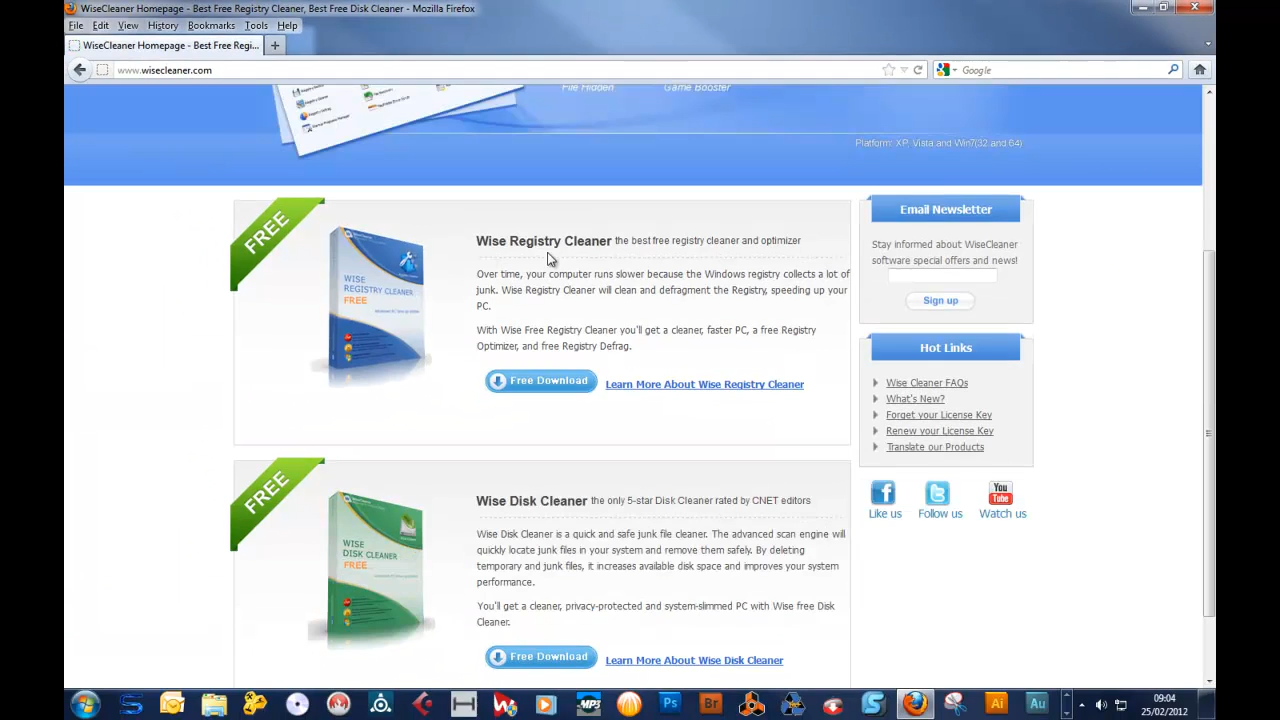 WiseCleaner Homepage - Best Free Registry Cleaner, Best Free Disk Cleaner - Mozilla Firefox
File Edit View History Bookmarks Tools Help
WiseCleaner Homepage - Best Free Regi...
www.wisecleaner.com
Google
File Hidden Game Booster
Platform: XP, Vista and Win7(32 and 64)
FREE
WISE
REGISTRY CLEANER
FREE
Wise Registry Cleaner the best free registry cleaner and optimizer
Over time, your computer runs slower because the Windows registry collects a lot of
junk. Wise Registry Cleaner will clean and defragment the Registry, speeding up your
PC.
With Wise Free Registry Cleaner you'll get a cleaner, faster PC, a free Registry
Optimizer, and free Registry Defrag.
Free Download Learn More About Wise Registry Cleaner
Email Newsletter
Stay informed about WiseCleaner
software special offers and news!
Sign up
Hot Links
Wise Cleaner FAQs
What's New?
Forget your License Key
Renew your License Key
Translate our Products
You
Tube
Like us Follow us Watch us
FREE
WISE
DISK CLEANER
FREE
Wise Disk Cleaner the only 5-star Disk Cleaner rated by CNET editors
Wise Disk Cleaner is a quick and safe junk file cleaner. The advanced scan engine will
quickly locate junk files in your system and remove them safely. By deleting
temporary and junk files, it increases available disk space and improves your system
performance.
You'll get a cleaner, privacy-protected and system-slimmed PC with Wise free Disk
Cleaner.
Free Download Learn More About Wise Disk Cleaner
MP3 Ps Br Ai Au
09:04
25/02/2012